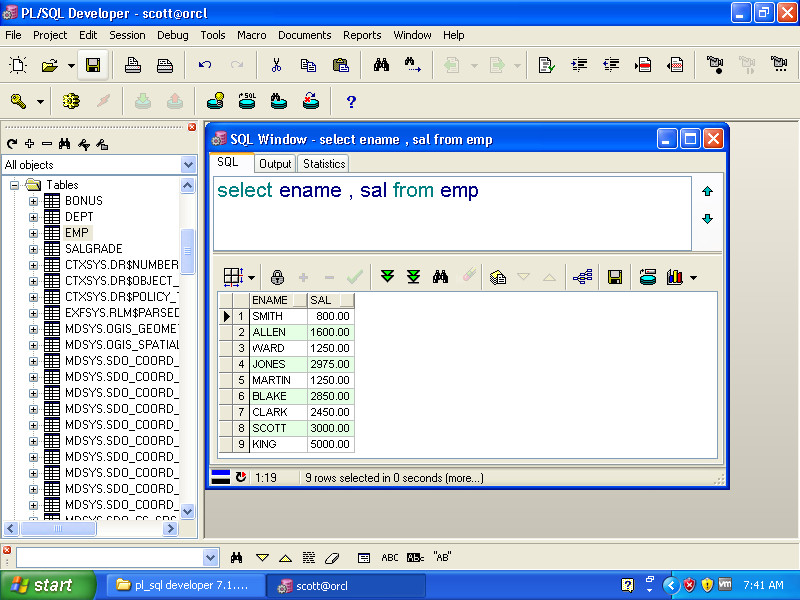 PL/SQL Developer - scott@orcl
File Project Edit Session Debug Tools Macro Documents Reports Window Help
SQL
?
All objects
Tables
BONUS
DEPT
EMP
SALGRADE
CTXSYS.DR$NUMBER
CTXSYS.DR$OBJECT_
CTXSYS.DR$POLICY_
EXFSYS.RLM$PARSED
MDSYS.OGIS_GEOME
MDSYS.OGIS_SPATIAL
MDSYS.SDO_COORD_
MDSYS.SDO_COORD_
MDSYS.SDO_COORD_
MDSYS.SDO_COORD_
MDSYS.SDO_COORD_
MDSYS.SDO_COORD_
MDSYS.SDO_COORD_
MDSYS.SDO_COORD_
MDSYS.SDO_COORD_
MDSYS.SDO_COORD_
SQL Window - select ename , sal from emp
SQL Output Statistics
select ename , sal from emp
ENAME SAL
1 SMITH 800.00
2 ALLEN 1600.00
3 WARD 1250.00
4 JONES 2975.00
5 MARTIN 1250.00
6 BLAKE 2850.00
7 CLARK 2450.00
8 SCOTT 3000.00
9 KING 5000.00
1:19 9 rows selected in 0 seconds (more...)
ABC ABc "AB"
start pl_sql developer 7.1.... scott@orcl ? vm 7:41 AM